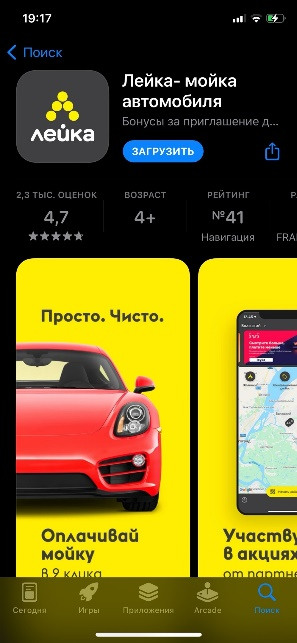 19:17
Поиск
лейка
Лейка- мойка
автомобиля
Бонусы за приглашение д...
ЗАГРУЗИТЬ
2,3 ТЫС. ОЦЕНОК
ВОЗРАСТ
РЕЙТИНГ
4,7
4+
№41
Навигация
FRA
Просто. Чисто.
Оплачивай
мойку
в 2 клика
Участву
в акциях
от партне
Сегодня
Игры
Приложения
Arcade
Поиск